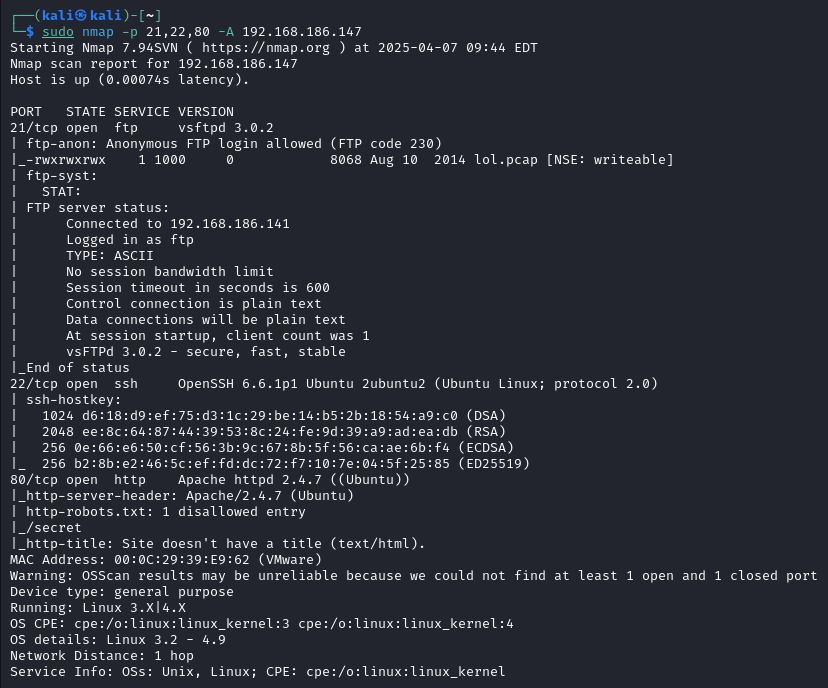 ┌──(kali㉿kali)-[~]
└─$ sudo nmap -p 21,22,80 -A 192.168.186.147
Starting Nmap 7.94SVN ( https://nmap.org ) at 2025-04-07 09:44 EDT
Nmap scan report for 192.168.186.147
Host is up (0.00074s latency).

PORT   STATE SERVICE VERSION
21/tcp open  ftp     vsftpd 3.0.2
| ftp-anon: Anonymous FTP login allowed (FTP code 230)
|_-rwxrwxrwx    1 1000     0            8068 Aug 10  2014 lol.pcap [NSE: writeable]
| ftp-syst:
|   STAT:
| FTP server status:
|      Connected to 192.168.186.141
|      Logged in as ftp
|      TYPE: ASCII
|      No session bandwidth limit
|      Session timeout in seconds is 600
|      Control connection is plain text
|      Data connections will be plain text
|      At session startup, client count was 1
|      vsFTPd 3.0.2 - secure, fast, stable
|_End of status
22/tcp open  ssh     OpenSSH 6.6.1p1 Ubuntu 2ubuntu2 (Ubuntu Linux; protocol 2.0)
| ssh-hostkey:
|   1024 d6:18:d9:ef:75:d3:1c:29:be:14:b5:2b:18:54:a9:c0 (DSA)
|   2048 ee:8c:64:87:44:39:53:8c:24:fe:9d:39:a9:ad:ea:db (RSA)
|   256 0e:66:e6:50:cf:56:3b:9c:67:8b:5f:56:ca:ae:6b:f4 (ECDSA)
|_  256 b2:8b:e2:46:5c:ef:fd:dc:72:f7:10:7e:04:5f:25:85 (ED25519)
80/tcp open  http    Apache httpd 2.4.7 ((Ubuntu))
|_http-server-header: Apache/2.4.7 (Ubuntu)
| http-robots.txt: 1 disallowed entry
|_/secret
|_http-title: Site doesn't have a title (text/html).
MAC Address: 00:0C:29:39:E9:62 (VMware)
Warning: OSScan results may be unreliable because we could not find at least 1 open and 1 closed port
Device type: general purpose
Running: Linux 3.X|4.X
OS CPE: cpe:/o:linux:linux_kernel:3 cpe:/o:linux:linux_kernel:4
OS details: Linux 3.2 - 4.9
Network Distance: 1 hop
Service Info: OSs: Unix, Linux; CPE: cpe:/o:linux:linux_kernel